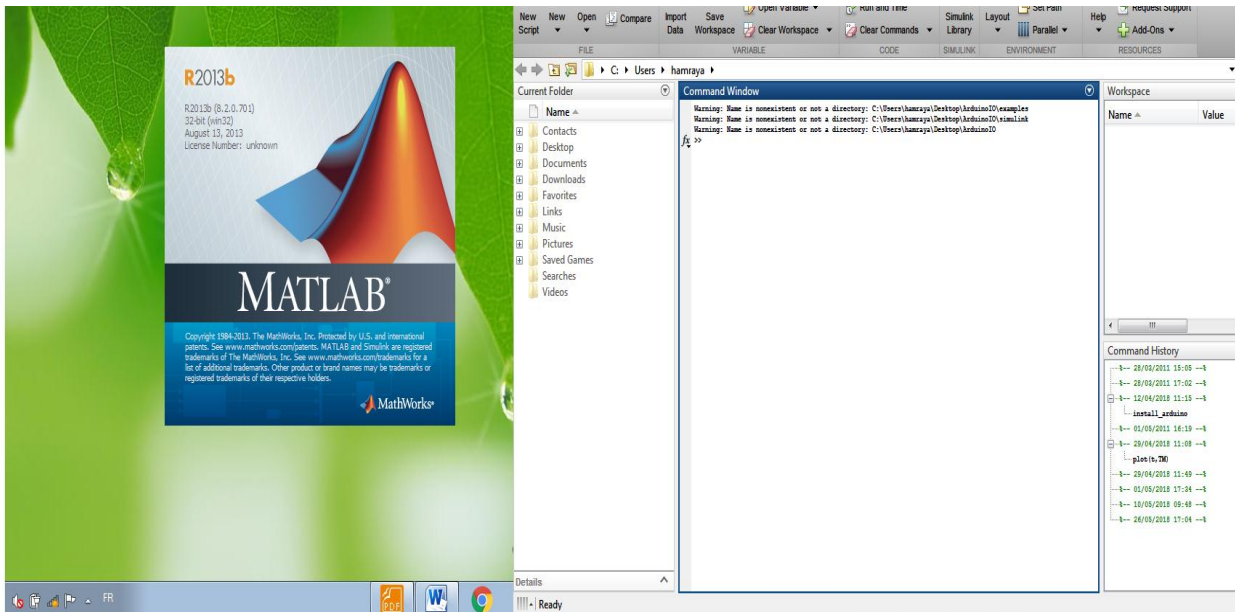 R2013b
R2013b (8.2.0.701)
32-bit (win32)
August 13, 2013
License Number: unknown
MATLAB®
Copyright 1984-2013. The MathWorks, Inc. Protected by U.S. and international
patents. See www.mathworks.com/patents. MATLAB and Simulink are registered
trademarks of The MathWorks, Inc. See www.mathworks.com/trademarks for a
list of additional trademarks. Other product or brand names may be trademarks or
registered trademarks of their respective holders.
MathWorks®
FR
PDF
W
New Script
New
Open
Compare
Import Data
Save Workspace
Open Variable
Clear Workspace
Run and Time
Clear Commands
Simulink Library
Layout
Set Path
Parallel
Help
Request Support
Add-Ons
FILE
VARIABLE
CODE
SIMULINK
ENVIRONMENT
RESOURCES
C: Users hamraya
Current Folder
Name
Contacts
Desktop
Documents
Downloads
Favorites
Links
Music
Pictures
Saved Games
Searches
Videos
Details
Command Window
Warning: Name is nonexistent or not a directory: C:\Users\hamraya\Desktop\ArduinoIO\examples
Warning: Name is nonexistent or not a directory: C:\Users\hamraya\Desktop\ArduinoIO\simulink
Warning: Name is nonexistent or not a directory: C:\Users\hamraya\Desktop\ArduinoIO
fx >>
Workspace
Name Value
Command History
%-- 28/03/2011 15:05 --%
%-- 28/03/2011 17:02 --%
%-- 12/04/2018 11:15 --%
install_arduino
%-- 01/05/2011 16:19 --%
%-- 29/04/2018 11:08 --%
plot(t,TM)
%-- 29/04/2018 11:49 --%
%-- 01/05/2018 17:34 --%
%-- 10/05/2018 09:48 --%
%-- 26/05/2018 17:04 --%
Ready